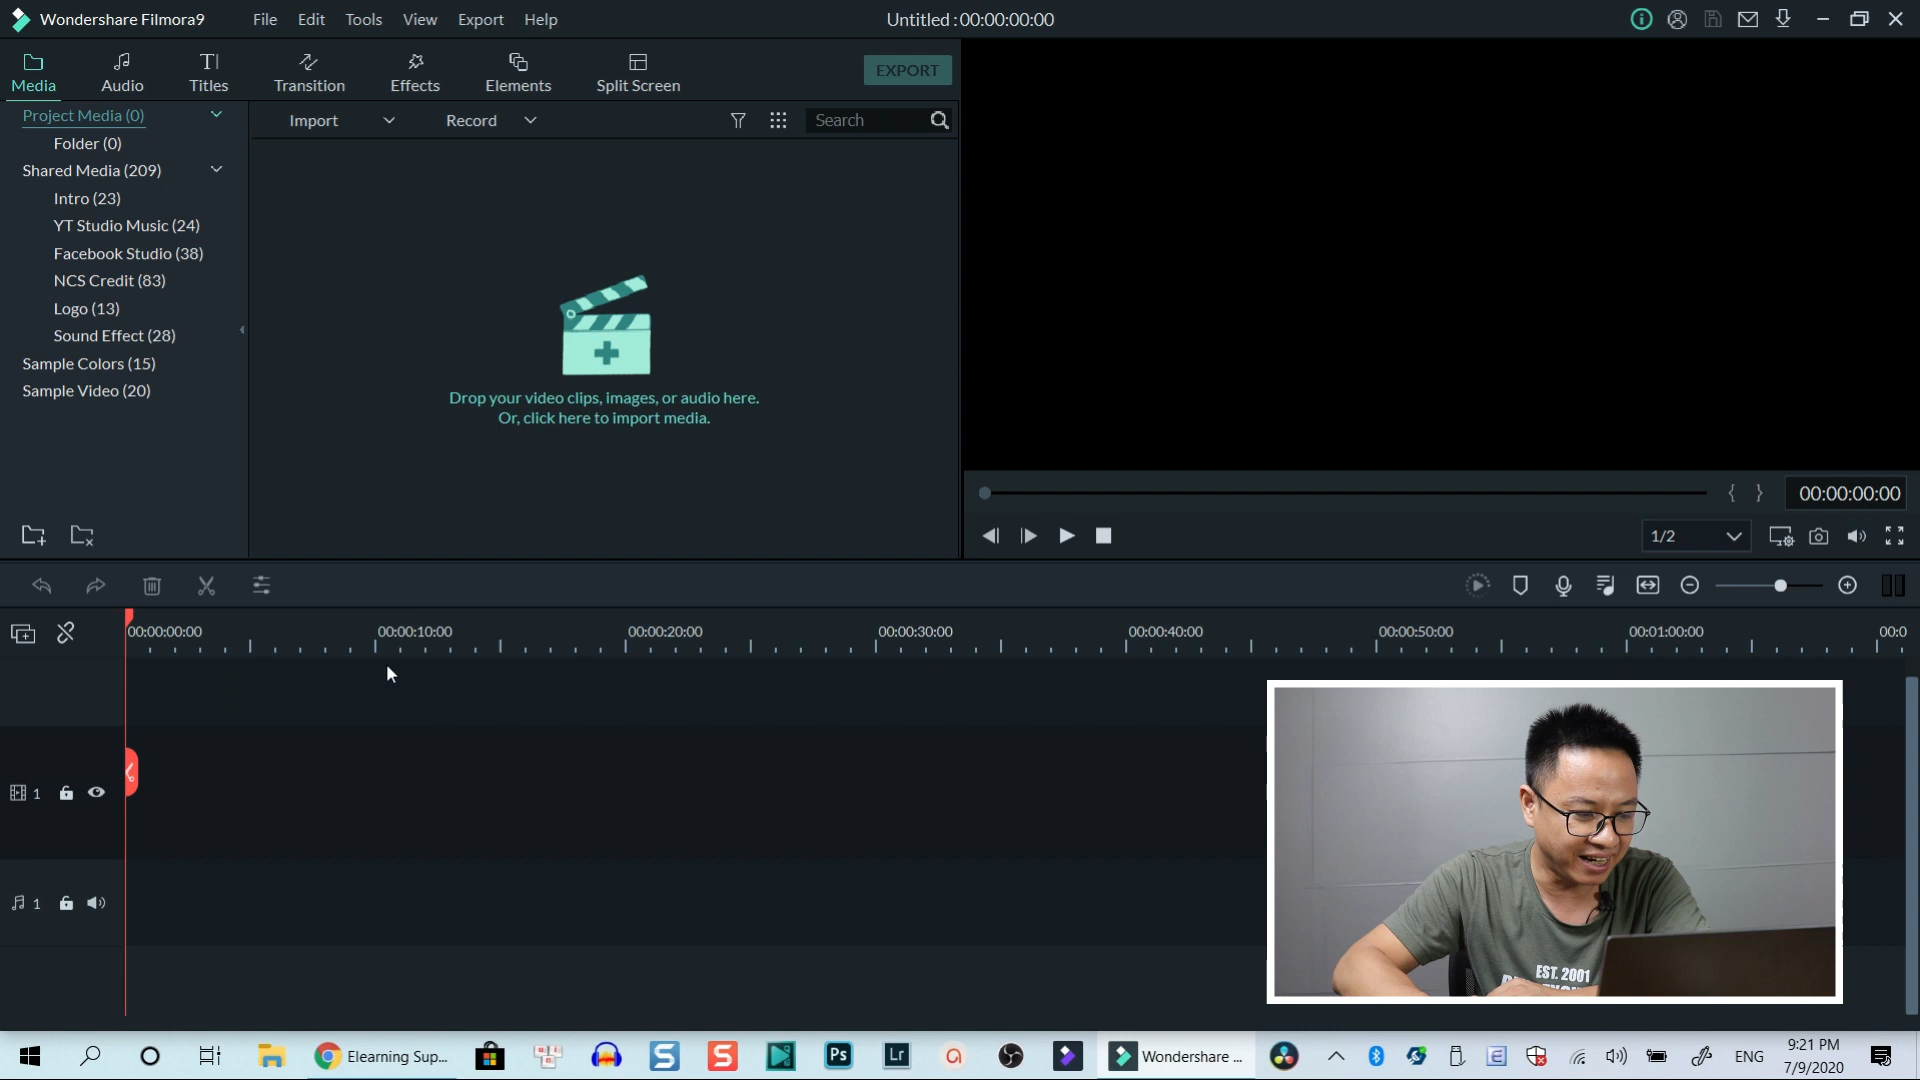 Wondershare Filmora9
File Edit Tools View Export Help
Untitled : 00:00:00:00
Media Audio Titles Transition Effects Elements Split Screen
EXPORT
Project Media (0)
Folder (0)
Shared Media (209)
Intro (23)
YT Studio Music (24)
Facebook Studio (38)
NCS Credit (83)
Logo (13)
Sound Effect (28)
Sample Colors (15)
Sample Video (20)
Import Record Search
Drop your video clips, images, or audio here.
Or, click here to import media.
{ } 00:00:00:00
1/2
00:00:00:00 00:00:10:00 00:00:20:00 00:00:30:00 00:00:40:00 00:00:50:00 00:01:00:00 00:0
1
1
EST. 2001
Elearning Sup...
S
S
Ps
Lr
Wondershare ...
ENG
9:21 PM
7/9/2020